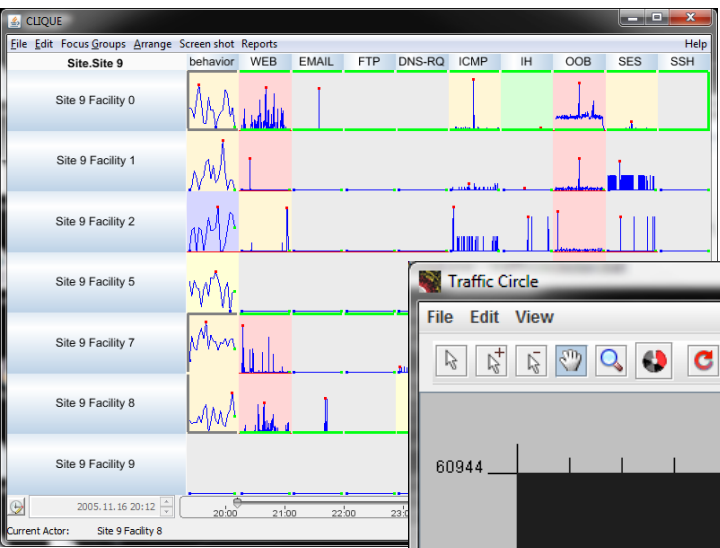 CLIQUE
File Edit Focus Groups Arrange Screen shot Reports Help
Site.Site 9 behavior WEB EMAIL FTP DNS-RQ ICMP IH OOB SES SSH
Site 9 Facility 0
Site 9 Facility 1
Site 9 Facility 2
Site 9 Facility 5
Site 9 Facility 7
Site 9 Facility 8
Site 9 Facility 9
2005.11.16 20:12
20:00 21:00 22:00 23:0
Current Actor: Site 9 Facility 8
Traffic Circle
File Edit View
60944